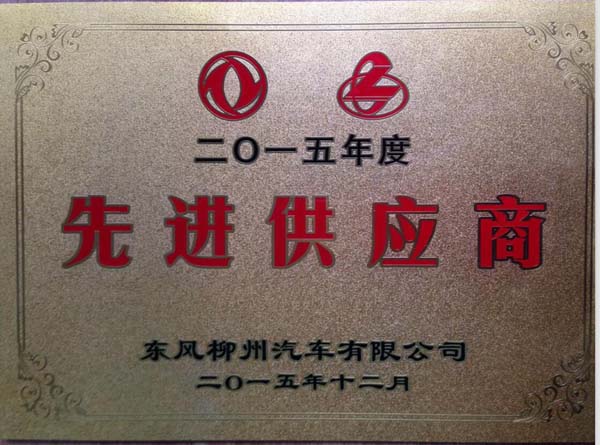 二〇一五年度
先进供应商
东风柳州汽车有限公司
二〇一五年十二月